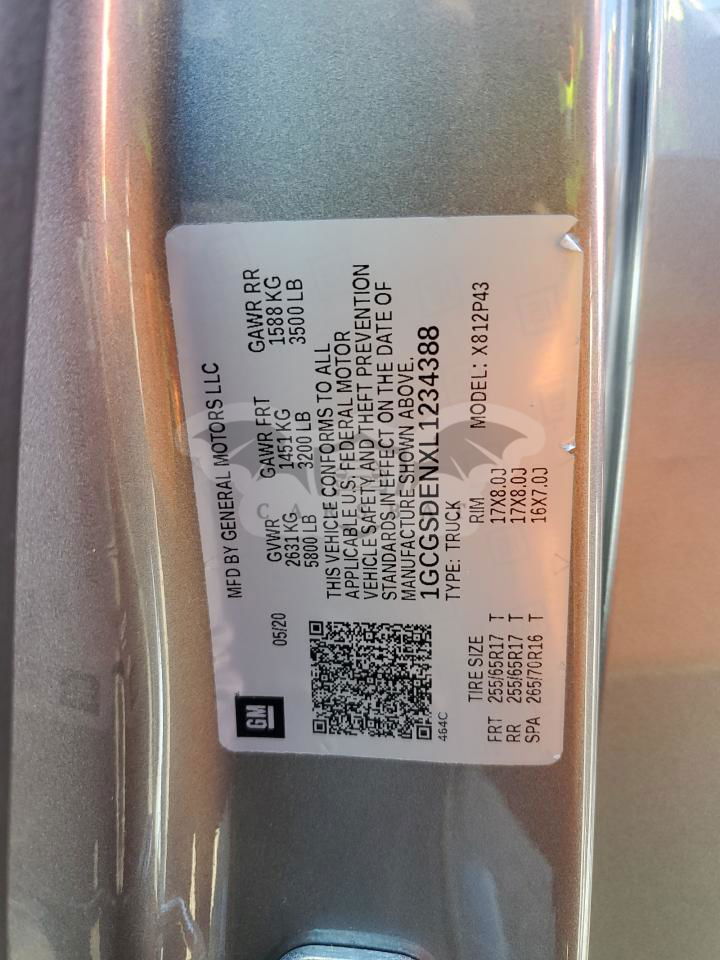 MFD BY GENERAL MOTORS LLC
GM
05/20
GVWR GAWR FRT GAWR RR
2631 KG 1451 KG 1588 KG
5800 LB 3200 LB 3500 LB
THIS VEHICLE CONFORMS TO ALL
APPLICABLE U.S. FEDERAL MOTOR
VEHICLE SAFETY AND THEFT PREVENTION
STANDARDS IN EFFECT ON THE DATE OF
MANUFACTURE SHOWN ABOVE.
1GCGSDENXL1234388
464C
TYPE: TRUCK MODEL: X812P43
TIRE SIZE RIM
FRT 255/65R17 T 17X8.0J
RR 255/65R17 T 17X8.0J
SPA 265/70R16 T 16X7.0J